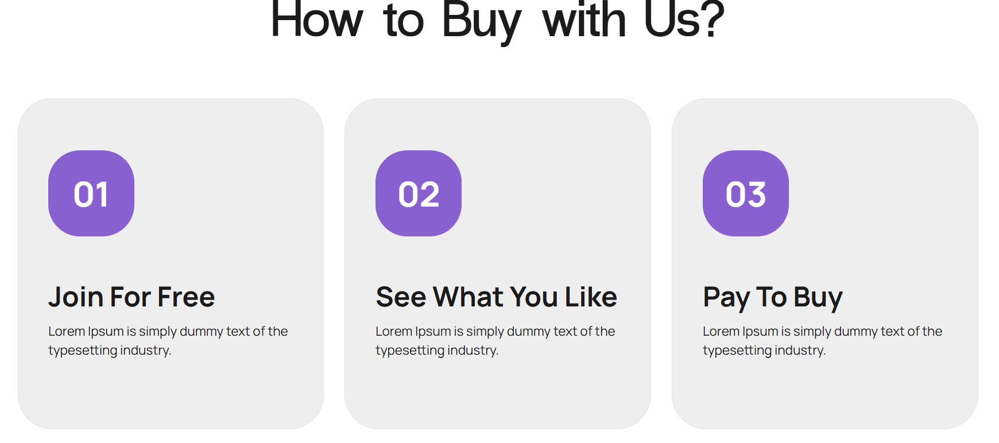 How to Buy with Us?
01
Join For Free
Lorem Ipsum is simply dummy text of the
typesetting industry.
02
See What You Like
Lorem Ipsum is simply dummy text of the
typesetting industry.
03
Pay To Buy
Lorem Ipsum is simply dummy text of the
typesetting industry.